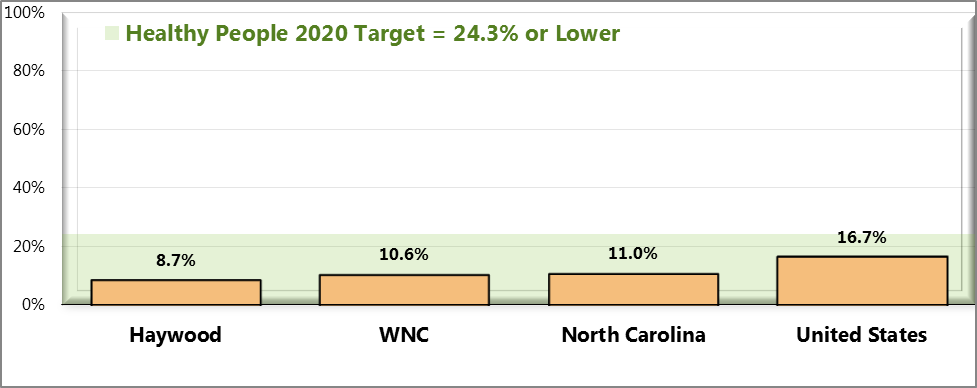 100%
Healthy People 2020 Target = 24.3% or Lower
80%
60%
40%
20%
0%
8.7%
10.6%
11.0%
16.7%
Haywood
WNC
North Carolina
United States